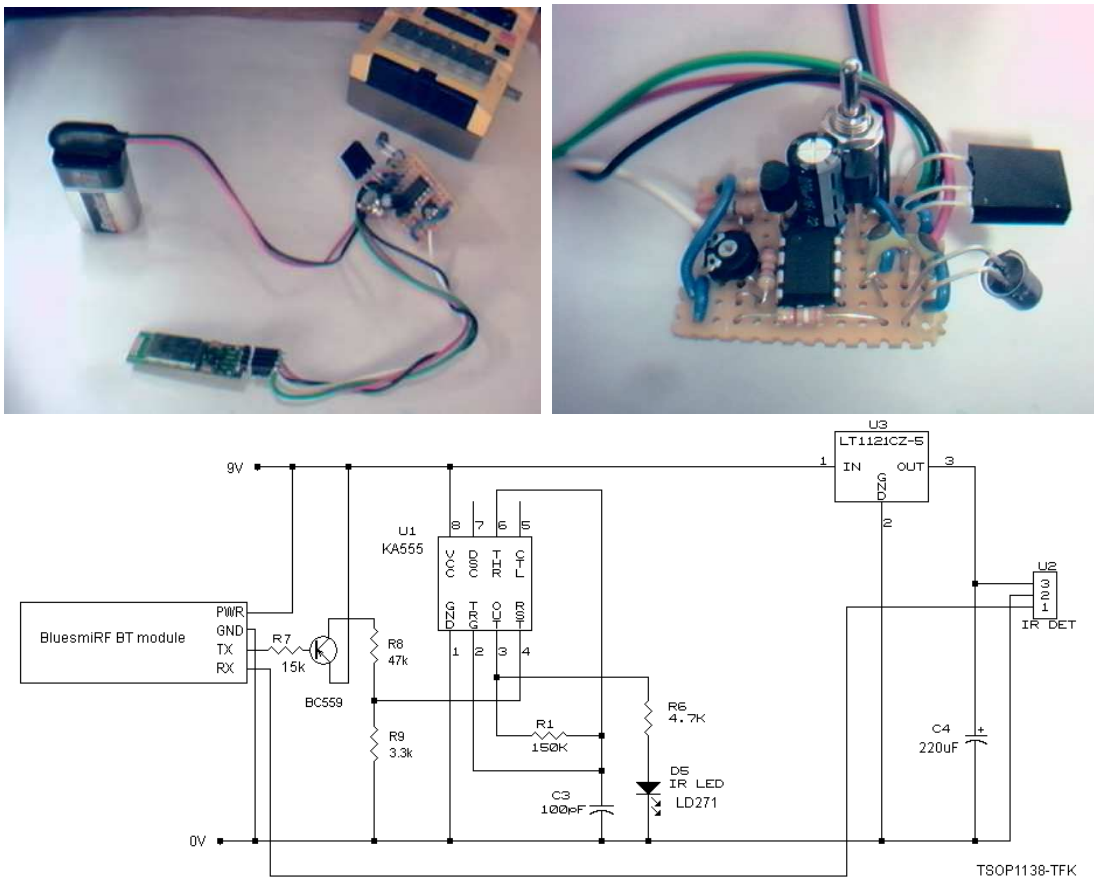 U3
LT1121CZ-5
9V
1
IN
OUT
3
GND
2
8
7
6
5
U1
KA555
VCC
DSC
THR
CTL
U2
3
2
1
IR DET
GND
TRG
OUT
RST
PWR
GND
TX
RX
BluesmiRF BT module
R7
15k
R8
47k
1
2
3
4
BC559
R6
4.7K
R1
150K
R9
3.3k
C4
+
220uF
D5
IR LED
LD271
C3
100pF
0V
TSOP1138-TFK